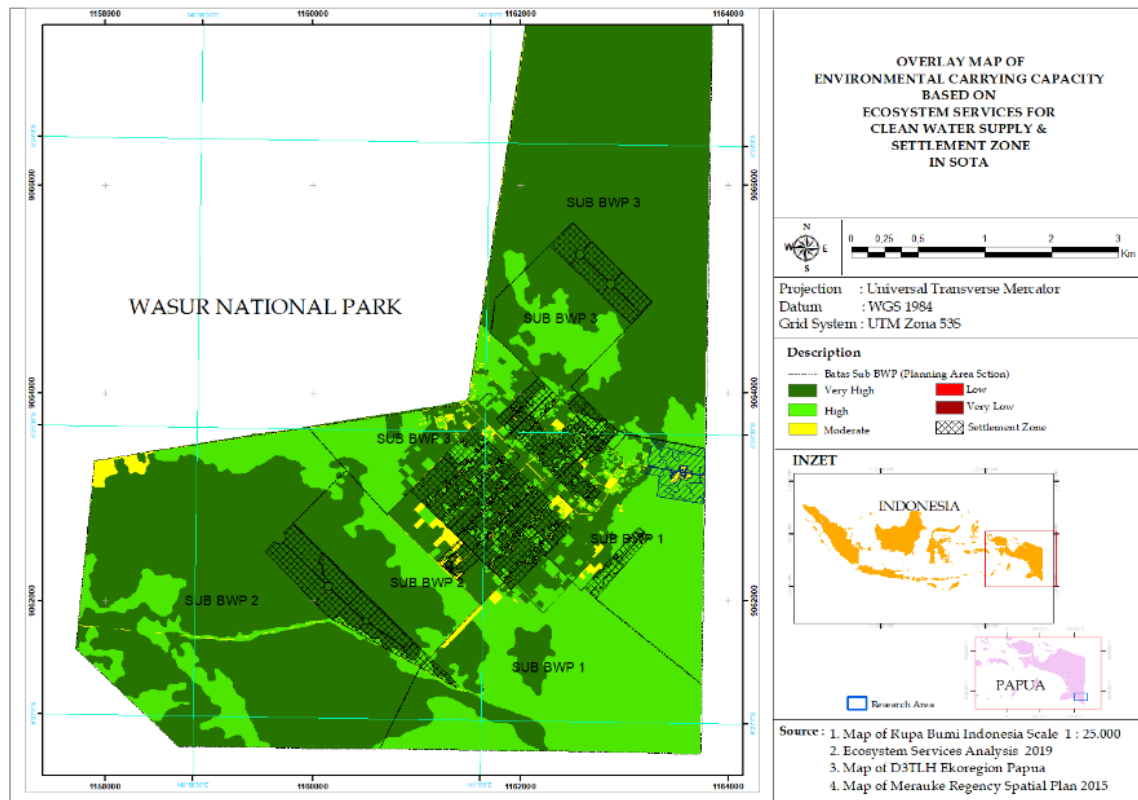 1158000
1160000
1162000
1164000
9066000
9066000
9064000
9064000
9062000
9062000
1158000
1160000
1162000
1164000
WASUR NATIONAL PARK
SUB BWP 3
SUB BWP 3
SUB BWP 3
SUB BWP 1
SUB BWP 2
SUB BWP 2
SUB BWP 1
OVERLAY MAP OF
ENVIRONMENTAL CARRYING CAPACITY
BASED ON
ECOSYSTEM SERVICES FOR
CLEAN WATER SUPPLY &
SETTLEMENT ZONE
IN SOTA
N
W E
S
0 0,25 0,5 1 2 3
Km
Projection : Universal Transverse Mercator
Datum : WGS 1984
Grid System : UTM Zona 53S
Description
Batas Sub BWP (Planning Area Sction)
Very High
High
Moderate
Low
Very Low
Settlement Zone
INZET
INDONESIA
PAPUA
Research Area
Source : 1. Map of Rupa Bumi Indonesia Scale 1 : 25.000
2. Ecosystem Services Analysis 2019
3. Map of D3TLH Ekoregion Papua
4. Map of Merauke Regency Spatial Plan 2015